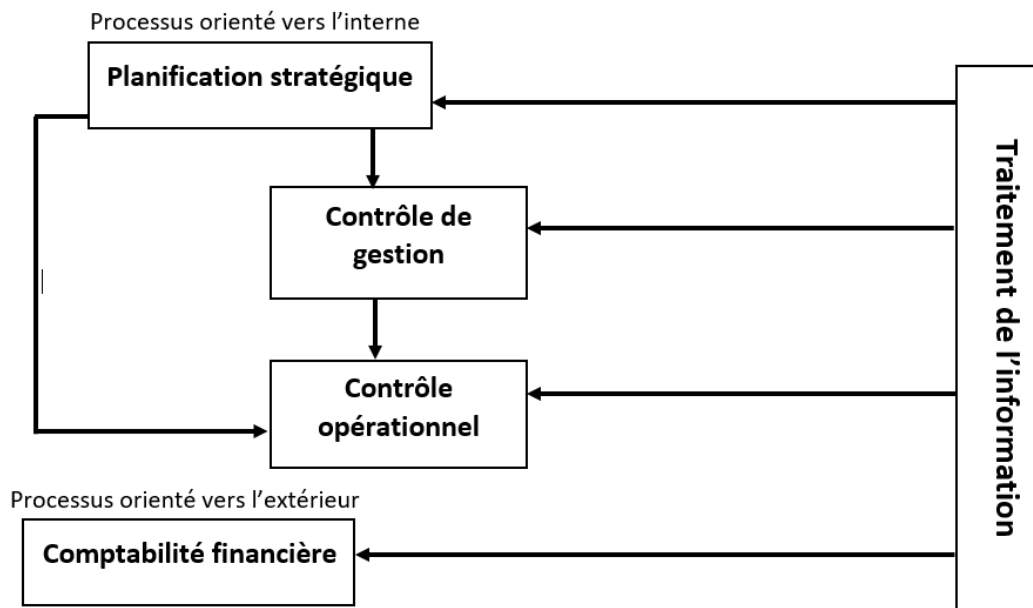 Processus orienté vers l'interne
Planification stratégique
Contrôle de
gestion
Contrôle
opérationnel
Processus orienté vers l'extérieur
Comptabilité financière
Traitement de l'information